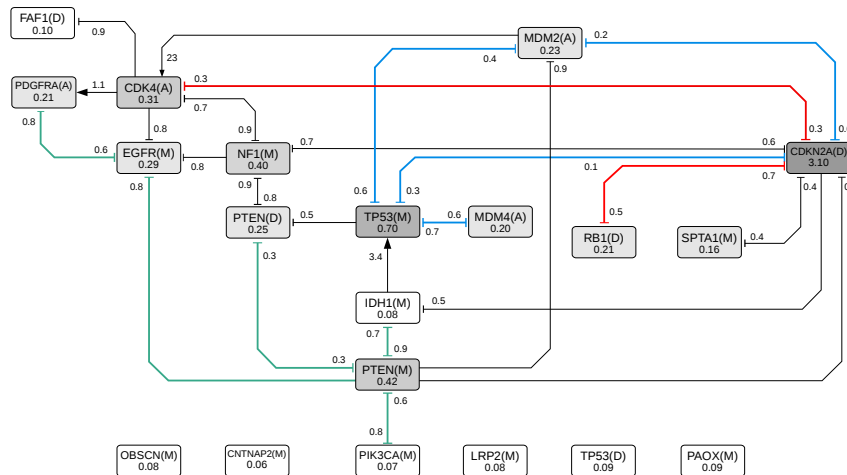 FAF1(D)
0.10
0.9
MDM2(A)
0.23
0.2
23
0.4
0.9
PDGFRA(A)
0.21
1.1
CDK4(A)
0.31
0.3
0.7
0.8
0.6
0.8
0.9
0.7
0.6
0.3
EGFR(M)
0.29
0.8
NF1(M)
0.40
CDKN2A(D)
3.10
0.8
0.9
0.8
0.6
0.3
0.1
0.7
0.4
PTEN(D)
0.25
0.5
TP53(M)
0.70
0.6
0.7
MDM4(A)
0.20
0.5
RB1(D)
0.21
SPTA1(M)
0.16
0.4
0.3
3.4
IDH1(M)
0.08
0.5
0.7
0.9
0.3
PTEN(M)
0.42
0.6
0.8
OBSCN(M)
0.08
CNTNAP2(M)
0.06
PIK3CA(M)
0.07
LRP2(M)
0.08
TP53(D)
0.09
PAOX(M)
0.09